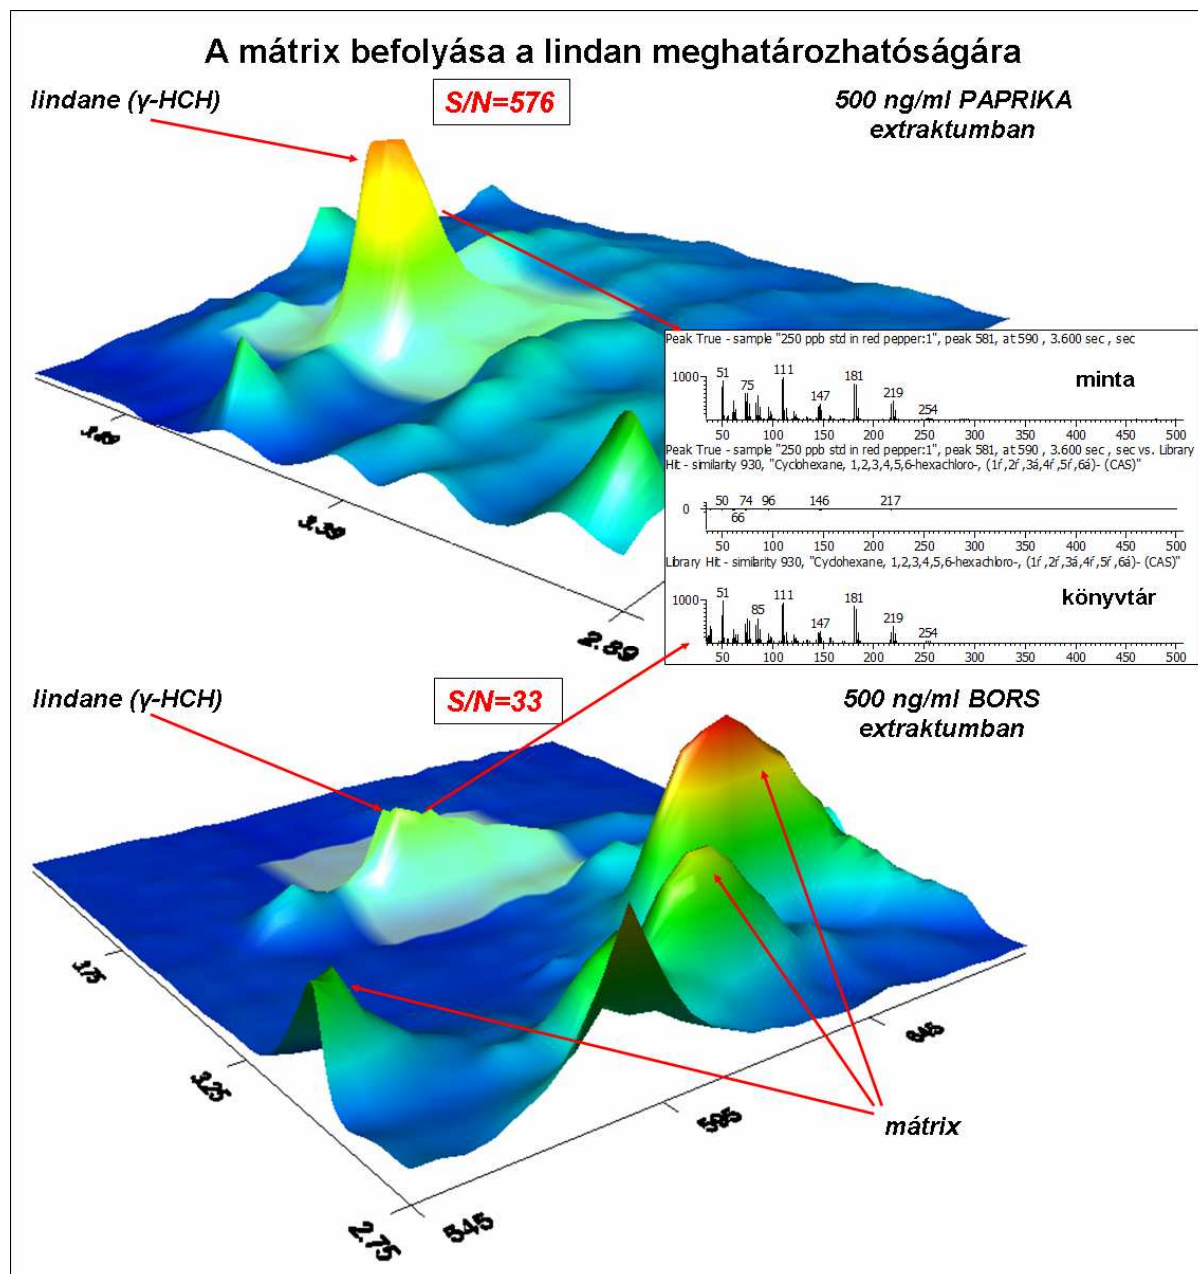 A mátrix befolyása a lindan meghatározhatóságára
lindane (γ-HCH)
S/N=576
500 ng/ml PAPRIKA
extraktumban
3.89
3.39
2.89
Peak True - sample "250 ppb std in red pepper:1", peak 581, at 590 , 3.600 sec , sec
1000
51
75
111
147
181
219
254
minta
50 100 150 200 250 300 350 400 450 500
Peak True - sample "250 ppb std in red pepper:1", peak 581, at 590 , 3.600 sec , sec vs. Library
Hit - similarity 930, "Cyclohexane, 1,2,3,4,5,6-hexachloro-, (1ŕ,2ŕ,3á,4ŕ,5ŕ,6á)- (CAS)"
0
50 74 96 146 217
66
50 100 150 200 250 300 350 400 450 500
Library Hit - similarity 930, "Cyclohexane, 1,2,3,4,5,6-hexachloro-, (1ŕ,2ŕ,3á,4ŕ,5ŕ,6á)- (CAS)"
1000
51
85
111
147
181
219
254
könyvtár
50 100 150 200 250 300 350 400 450 500
lindane (γ-HCH)
S/N=33
500 ng/ml BORS
extraktumban
3.75
3.25
2.75
545
595
645
mátrix